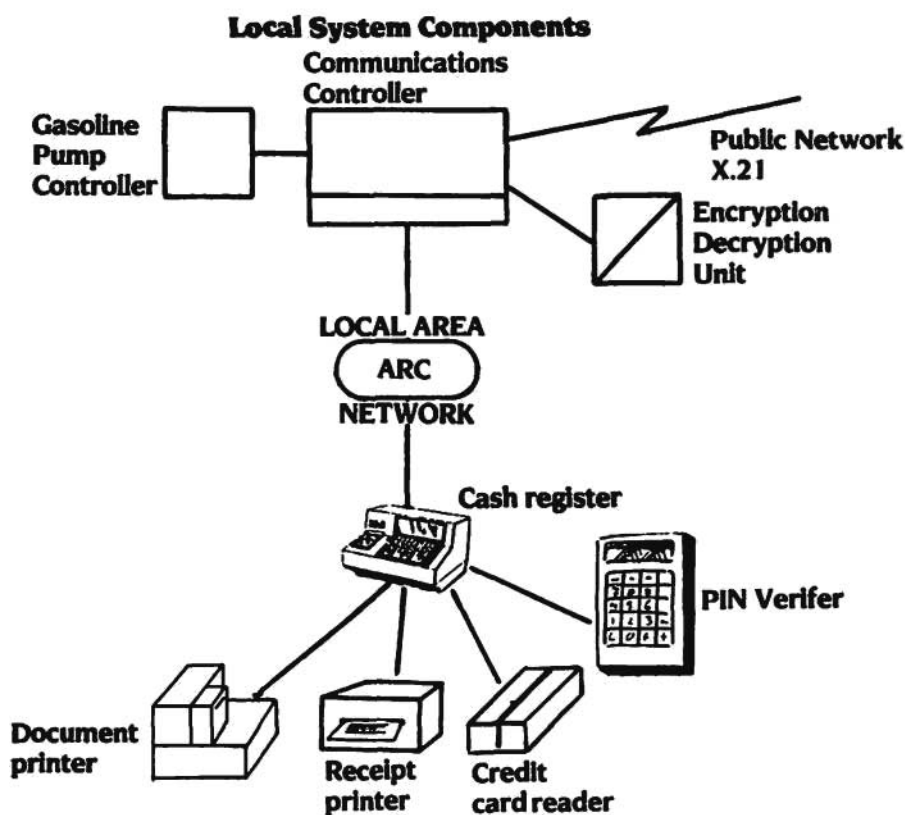 Local System Components
Communications
Controller
Gasoline
Pump
Controller
Public Network
X.21
Encryption
Decryption
Unit
LOCAL AREA
ARC
NETWORK
Cash register
PIN Verifer
Document
printer
Receipt
printer
Credit
card reader